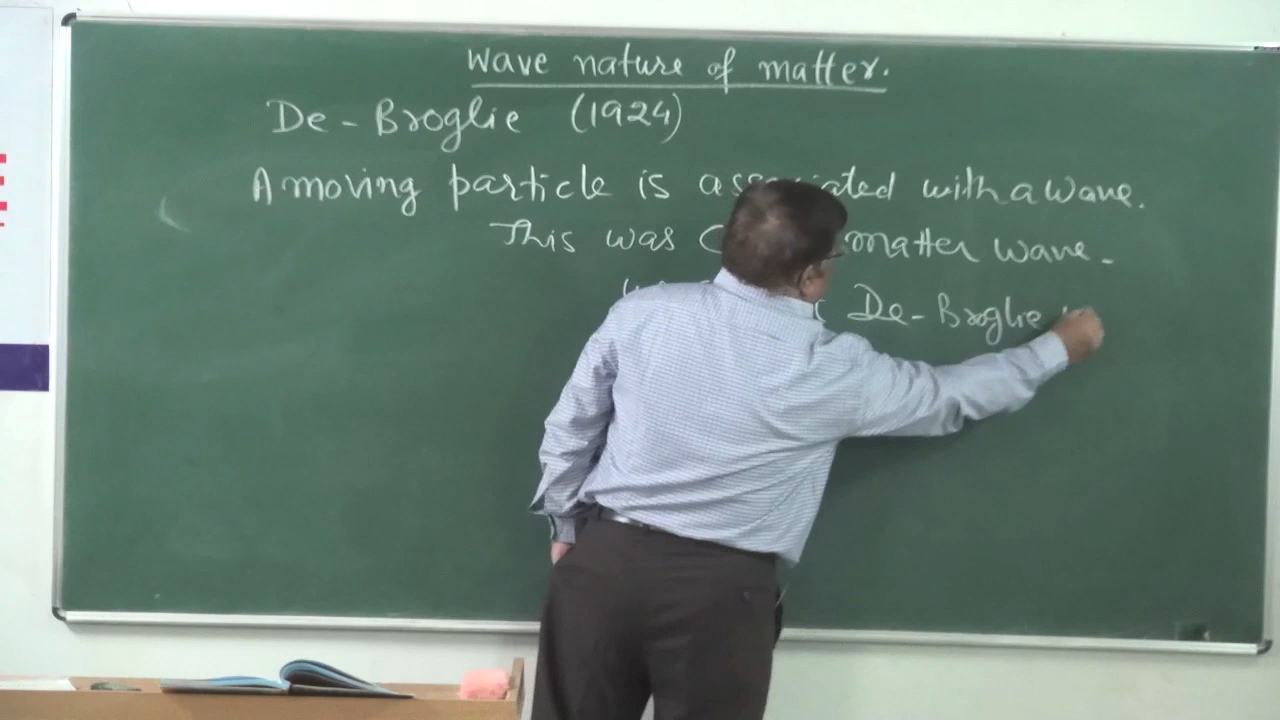 Wave nature of matter.
De-Broglie (1924)
A moving particle is associated with a wave.
This was matter wave.
De-Broglie